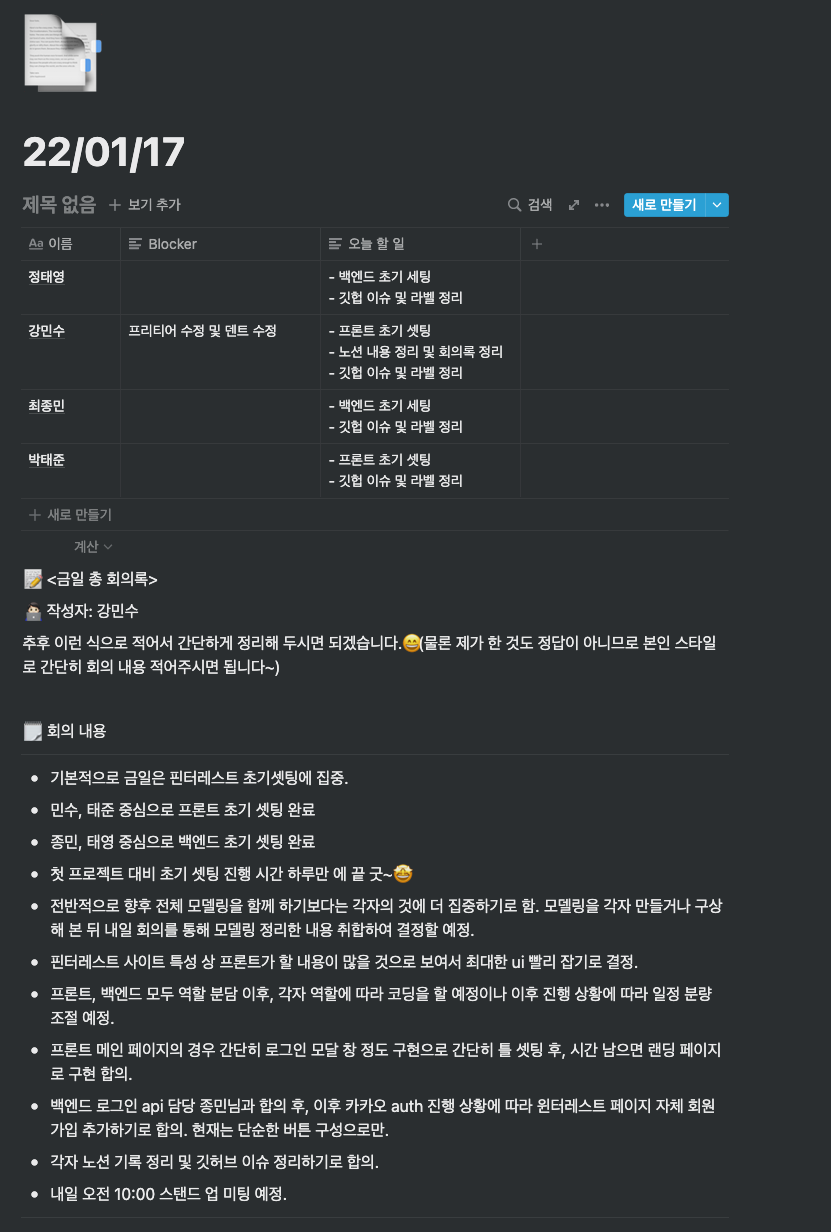 22/01/17
제목 없음 + 보기 추가 검색 새로 만들기
Aa 이름 Blocker 오늘 할 일 +
정태영 - 백엔드 초기 세팅
- 깃헙 이슈 및 라벨 정리
강민수 프리티어 수정 및 덴트 수정 - 프론트 초기 셋팅
- 노션 내용 정리 및 회의록 정리
- 깃헙 이슈 및 라벨 정리
최종민 - 백엔드 초기 세팅
- 깃헙 이슈 및 라벨 정리
박태준 - 프론트 초기 셋팅
- 깃헙 이슈 및 라벨 정리
+ 새로 만들기
계산
📝 <금일 총 회의록>
작성자: 강민수
추후 이런 식으로 적어서 간단하게 정리해 두시면 되겠습니다.😄(물론 제가 한 것도 정답이 아니므로 본인 스타일
로 간단히 회의 내용 적어주시면 됩니다~)
회의 내용
• 기본적으로 금일은 핀터레스트 초기셋팅에 집중.
• 민수, 태준 중심으로 프론트 초기 셋팅 완료
• 종민, 태영 중심으로 백엔드 초기 셋팅 완료
• 첫 프로젝트 대비 초기 셋팅 진행 시간 하루만 에 끝 굿~🤩
• 전반적으로 향후 전체 모델링을 함께 하기보다는 각자의 것에 더 집중하기로 함. 모델링을 각자 만들거나 구상
해 본 뒤 내일 회의를 통해 모델링 정리한 내용 취합하여 결정할 예정.
• 핀터레스트 사이트 특성 상 프론트가 할 내용이 많을 것으로 보여서 최대한 ui 빨리 잡기로 결정.
• 프론트, 백엔드 모두 역할 분담 이후, 각자 역할에 따라 코딩을 할 예정이나 이후 진행 상황에 따라 일정 분량
조절 예정.
• 프론트 메인 페이지의 경우 간단히 로그인 모달 창 정도 구현으로 간단히 틀 셋팅 후, 시간 남으면 랜딩 페이지
로 구현 합의.
• 백엔드 로그인 api 담당 종민님과 합의 후, 이후 카카오 auth 진행 상황에 따라 윈터레스트 페이지 자체 회원
가입 추가하기로 합의. 현재는 단순한 버튼 구성으로만.
• 각자 노션 기록 정리 및 깃허브 이슈 정리하기로 합의.
• 내일 오전 10:00 스탠드 업 미팅 예정.